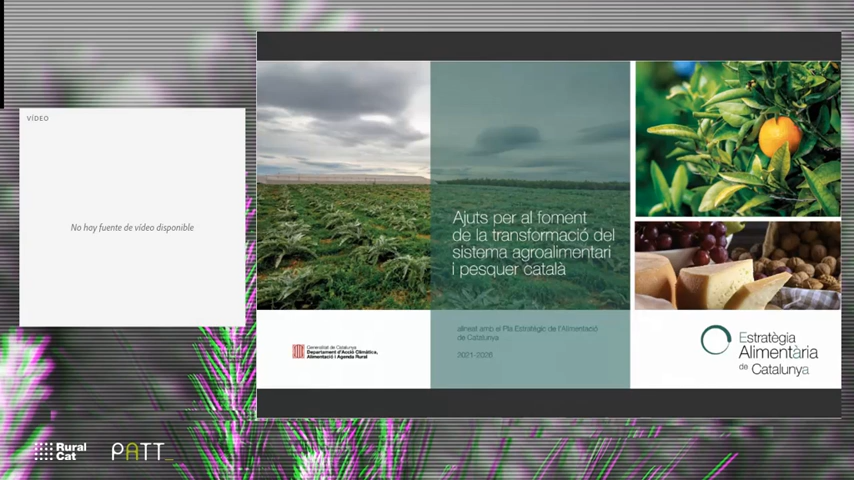 VÍDEO
No hay fuente de vídeo disponible
Ajuts per al foment
de la transformació del
sistema agroalimentari
i pesquer català
alineat amb el Pla Estratègic de l'Alimentació
de Catalunya
2021-2026
Generalitat de Catalunya
Departament d'Acció Climàtica,
Alimentació i Agenda Rural
Estratègia
Alimentària
de Catalunya
Rural
Cat
PATT_